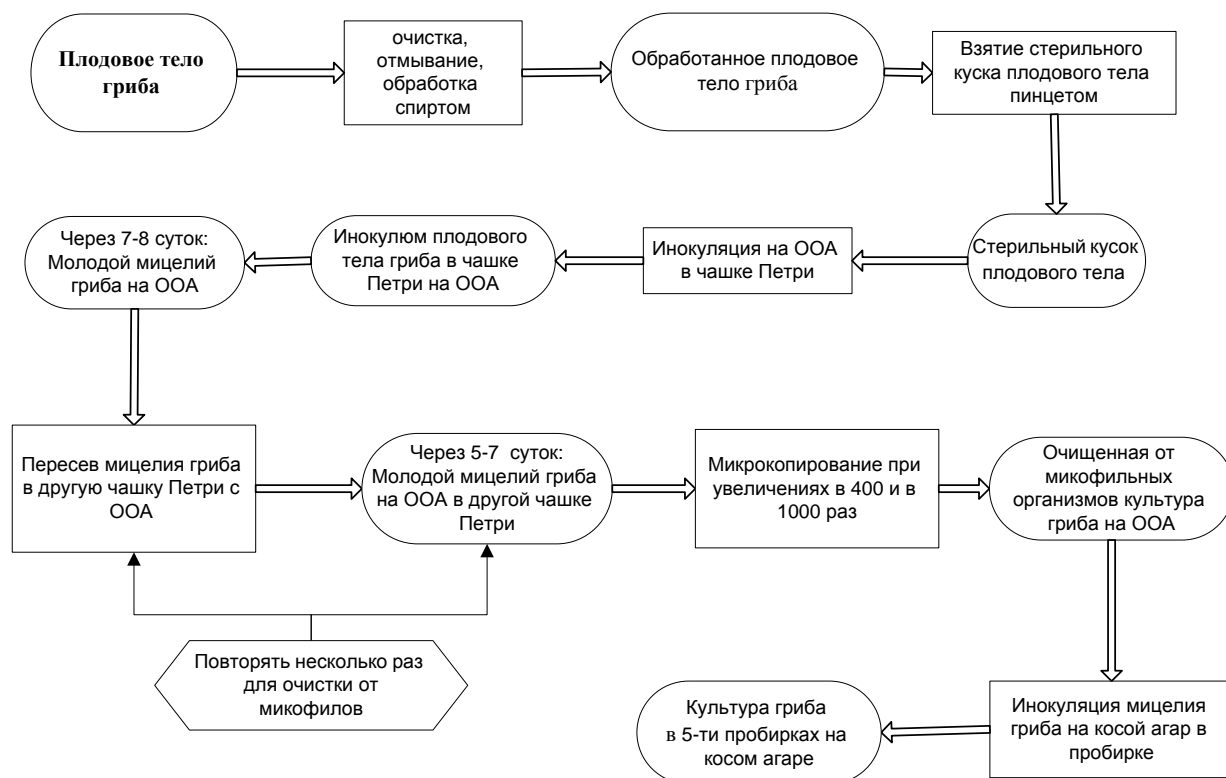 Плодовое тело
гриба
очистка,
отмывание,
обработка
спиртом
Обработанное плодовое
тело гриба
Взятие стерильного
куска плодового тела
пинцетом
Через 7-8 суток:
Молодой мицелий
гриба на ООА
Инокулюм плодового
тела гриба в чашке
Петри на ООА
Инокуляция на ООА
в чашке Петри
Стерильный кусок
плодового тела
Пересев мицелия гриба
в другую чашку Петри с
ООА
Через 5-7 суток:
Молодой мицелий гриба
на ООА в другой чашке
Петри
Микрокопирование при
увеличениях в 400 и в
1000 раз
Очищенная от
микофильных
организмов культура
гриба на ООА
Повторять несколько раз
для очистки от
микофилов
Культура гриба
в 5-ти пробирках на
косом агаре
Инокуляция мицелия
гриба на косой агар в
пробирке